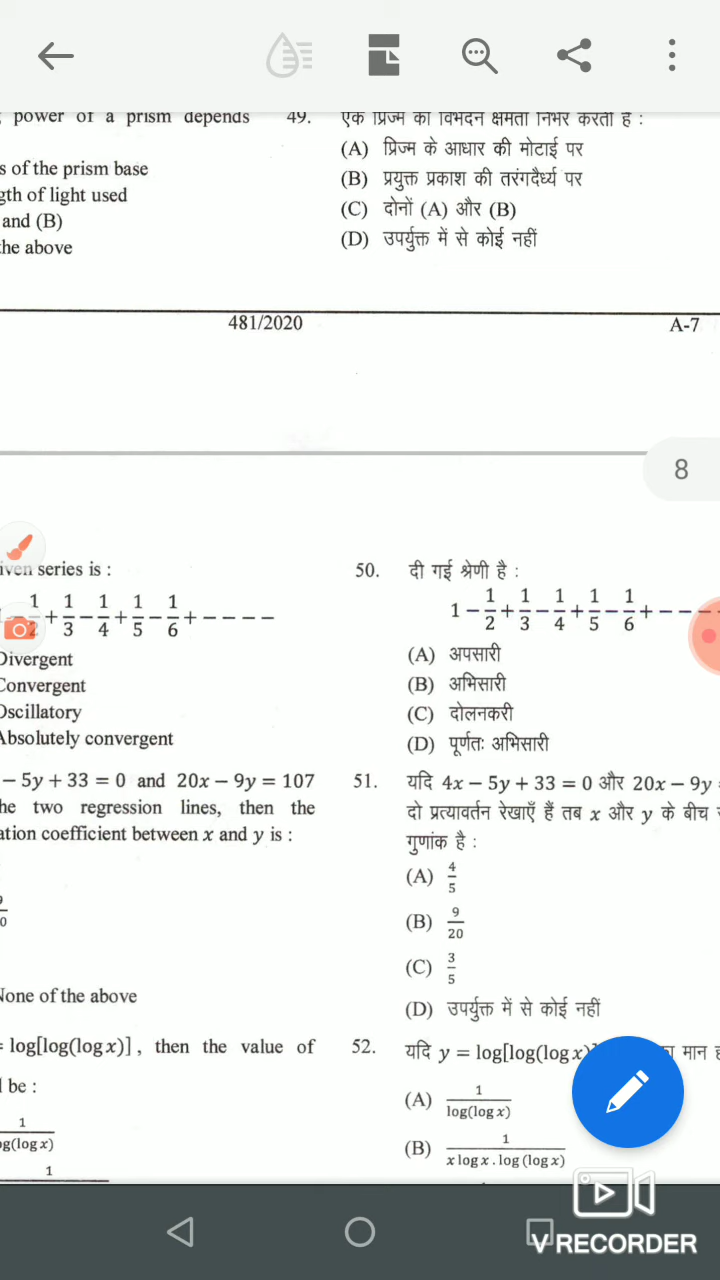 power of a prism depends
s of the prism base
gth of light used
and (B)
he above
49. एक प्रिज्म की विभेदन क्षमता निर्भर करती है :
(A) प्रिज्म के आधार की मोटाई पर
(B) प्रयुक्त प्रकाश की तरंगदैर्ध्य पर
(C) दोनों (A) और (B)
(D) उपर्युक्त में से कोई नहीं
481/2020
A-7
8
iven series is :
1/2 + 1/3 − 1/4 + 1/5 − 1/6 + − − − −
Divergent
Convergent
Oscillatory
Absolutely convergent
− 5y + 33 = 0 and 20x − 9y = 107
he two regression lines, then the
ation coefficient between x and y is :
None of the above
= log[log(log x)] , then the value of
be :
1
og(log x)
1
50. दी गई श्रेणी है :
1 − 1/2 + 1/3 − 1/4 + 1/5 − 1/6 + − − −
(A) अपसारी
(B) अभिसारी
(C) दोलनकरी
(D) पूर्णतः अभिसारी
51. यदि 4x − 5y + 33 = 0 और 20x − 9y =
दो प्रत्यावर्तन रेखाएँ हैं तब x और y के बीच
गुणांक है :
(A) 4/5
(B) 9/20
(C) 3/5
(D) उपर्युक्त में से कोई नहीं
52. यदि y = log[log(log x) मान
(A) 1/log(log x)
(B) 1/x log x . log (log x)
VRECORDER